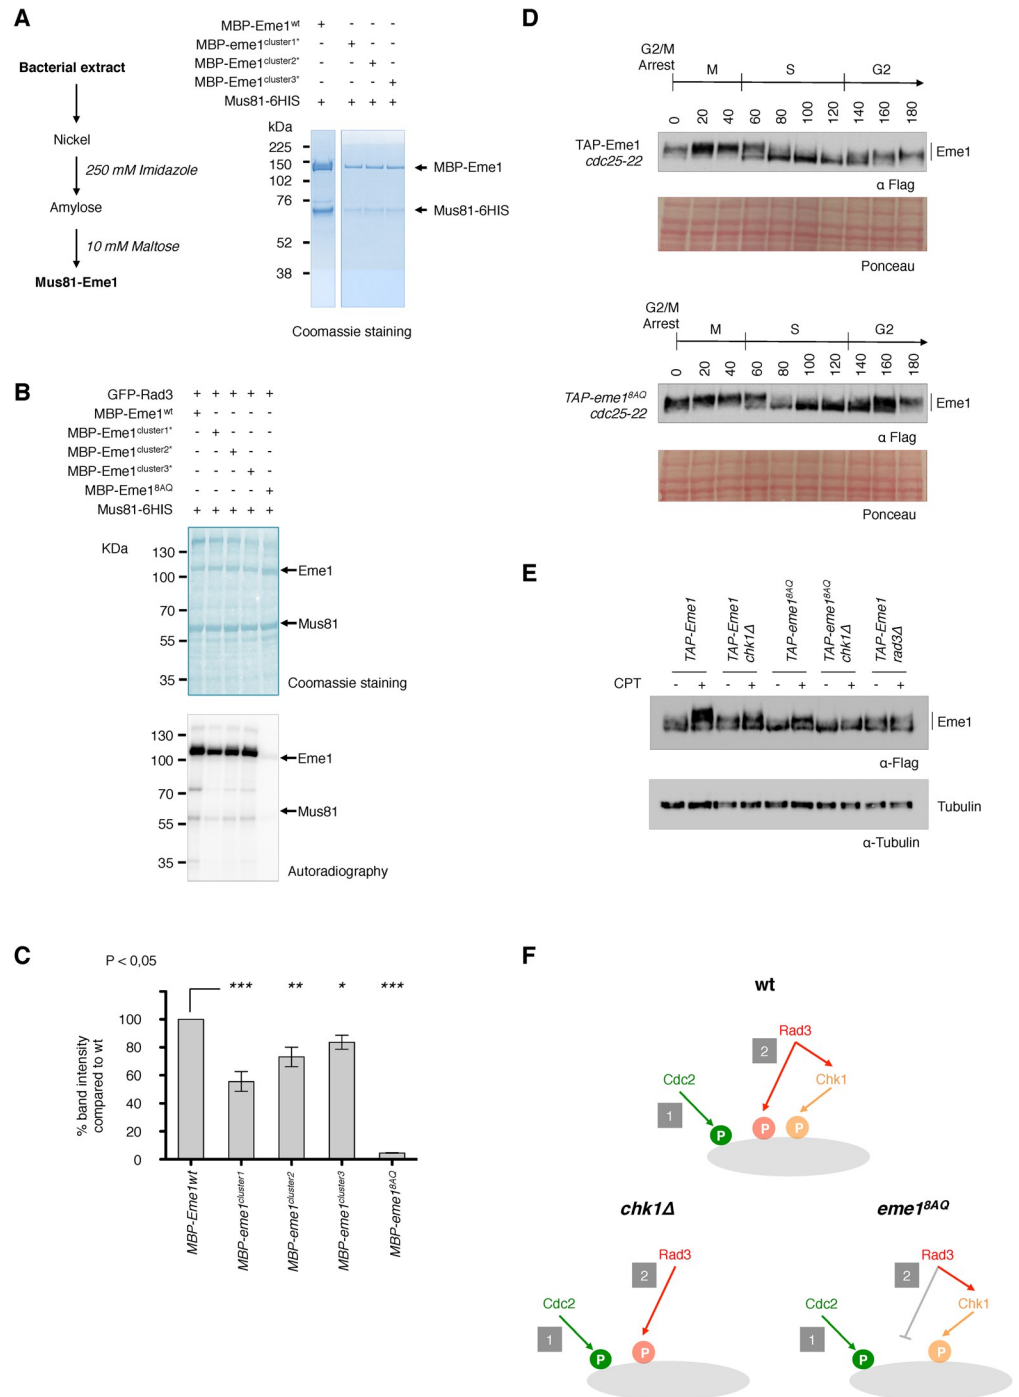 A
Bacterial extract
Nickel
250 mM Imidazole
Amylose
10 mM Maltose
Mus81-Eme1
MBP-Eme1wt + - - -
MBP-eme1cluster1* - + - -
MBP-Eme1cluster2* - - + -
MBP-Eme1cluster3* - - - +
Mus81-6HIS + + + +
kDa
225
150
102
76
52
38
MBP-Eme1
Mus81-6HIS
Coomassie staining
B
GFP-Rad3 + + + + +
MBP-Eme1wt + - - - -
MBP-Eme1cluster1* - + - - -
MBP-Eme1cluster2* - - + - -
MBP-Eme1cluster3* - - - + -
MBP-Eme18AQ - - - - +
Mus81-6HIS + + + + +
KDa
130
100
70
55
35
Eme1
Mus81
Coomassie staining
130
100
70
55
35
Eme1
Mus81
Autoradiography
C
P < 0,05
*** ** * ***
% band intensity
compared to wt
100
80
60
40
20
0
MBP-Eme1wt
MBP-eme1cluster1
MBP-eme1cluster2
MBP-eme1cluster3
MBP-eme18AQ
D
G2/M
Arrest
M S G2
0 20 40 60 80 100 120 140 160 180
TAP-Eme1
cdc25-22
Eme1
α Flag
Ponceau
G2/M
Arrest
M S G2
0 20 40 60 80 100 120 140 160 180
TAP-eme18AQ
cdc25-22
Eme1
α Flag
Ponceau
E
TAP-Eme1
TAP-Eme1
chk1Δ
TAP-eme18AQ
TAP-eme18AQ
chk1Δ
TAP-Eme1
rad3Δ
CPT - + - + - + - + - +
Eme1
α-Flag
Tubulin
α-Tubulin
F
wt
Rad3
2
Cdc2
Chk1
1
P P P
chk1Δ
Rad3
2
Cdc2
1
P P
eme18AQ
Rad3
2
Cdc2
Chk1
1
P P